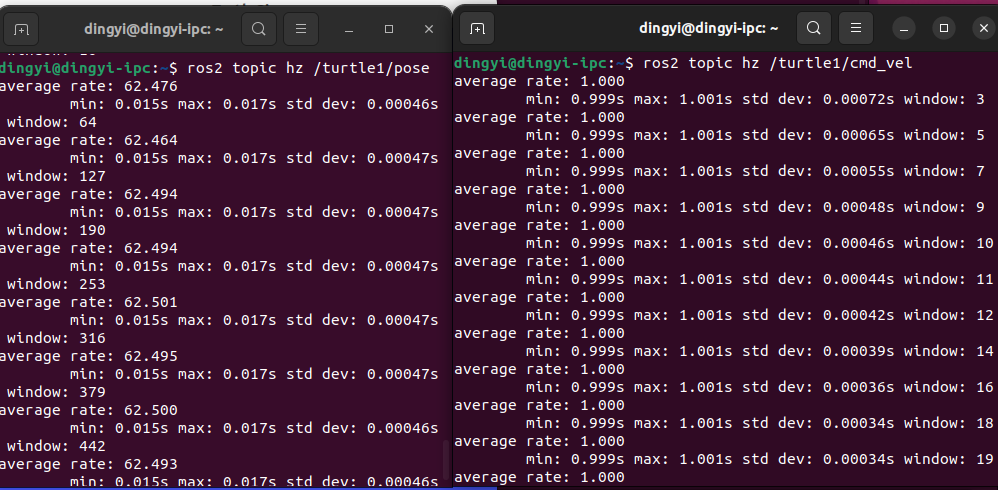 dingyi@dingyi-ipc: ~
dingyi@dingyi-ipc:~$ ros2 topic hz /turtle1/pose
average rate: 62.476
min: 0.015s max: 0.017s std dev: 0.00046s
window: 64
average rate: 62.464
min: 0.015s max: 0.017s std dev: 0.00047s
window: 127
average rate: 62.494
min: 0.015s max: 0.017s std dev: 0.00047s
window: 190
average rate: 62.494
min: 0.015s max: 0.017s std dev: 0.00047s
window: 253
average rate: 62.501
min: 0.015s max: 0.017s std dev: 0.00047s
window: 316
average rate: 62.495
min: 0.015s max: 0.017s std dev: 0.00047s
window: 379
average rate: 62.500
min: 0.015s max: 0.017s std dev: 0.00046s
window: 442
average rate: 62.493
min: 0.015s max: 0.017s std dev: 0.00046s
dingyi@dingyi-ipc: ~
dingyi@dingyi-ipc:~$ ros2 topic hz /turtle1/cmd_vel
average rate: 1.000
min: 0.999s max: 1.001s std dev: 0.00072s window: 3
average rate: 1.000
min: 0.999s max: 1.001s std dev: 0.00065s window: 5
average rate: 1.000
min: 0.999s max: 1.001s std dev: 0.00055s window: 7
average rate: 1.000
min: 0.999s max: 1.001s std dev: 0.00048s window: 9
average rate: 1.000
min: 0.999s max: 1.001s std dev: 0.00046s window: 10
average rate: 1.000
min: 0.999s max: 1.001s std dev: 0.00044s window: 11
average rate: 1.000
min: 0.999s max: 1.001s std dev: 0.00042s window: 12
average rate: 1.000
min: 0.999s max: 1.001s std dev: 0.00039s window: 14
average rate: 1.000
min: 0.999s max: 1.001s std dev: 0.00036s window: 16
average rate: 1.000
min: 0.999s max: 1.001s std dev: 0.00034s window: 18
average rate: 1.000
min: 0.999s max: 1.001s std dev: 0.00034s window: 19
average rate: 1.000